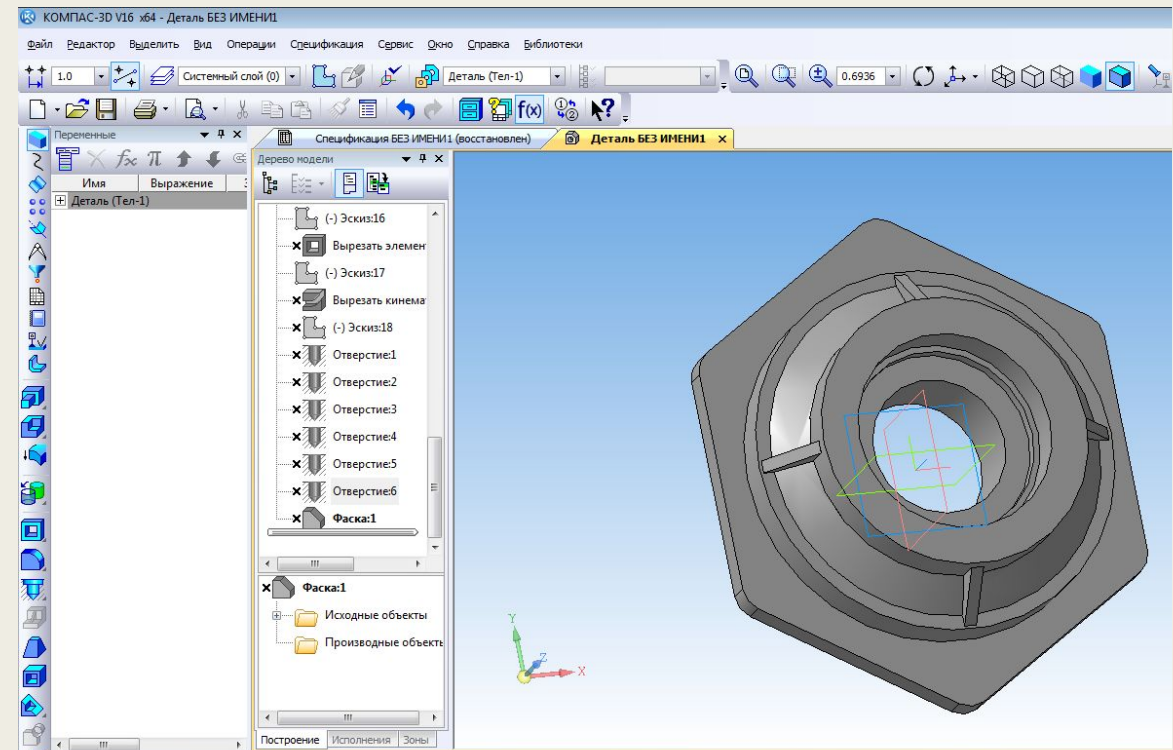 КОМПАС-3D V16 x64 - Деталь БЕЗ ИМЕНИ1
Файл Редактор Выделить Вид Операции Спецификация Сервис Окно Справка Библиотеки
1.0 Системный слой (0) Деталь (Тел-1) 0.6936
f(x)
Переменные
Спецификация БЕЗ ИМЕНИ1 (восстановлен) Деталь БЕЗ ИМЕНИ1
Дерево модели
fx π
Имя Выражение
Деталь (Тел-1)
(-) Эскиз:16
Вырезать элемен
(-) Эскиз:17
Вырезать кинема
(-) Эскиз:18
Отверстие:1
Отверстие:2
Отверстие:3
Отверстие:4
Отверстие:5
Отверстие:6
Фаска:1
Фаска:1
Исходные объекты
Производные объекть
Y
Z
X
Построение Исполнения Зоны